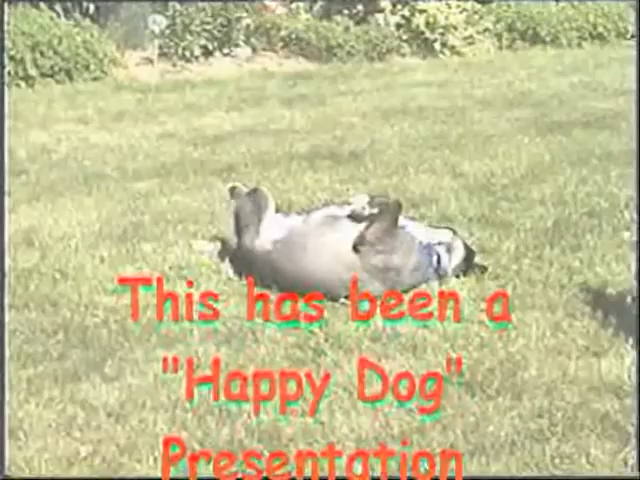 This has been a
"Happy Dog"
Presentation